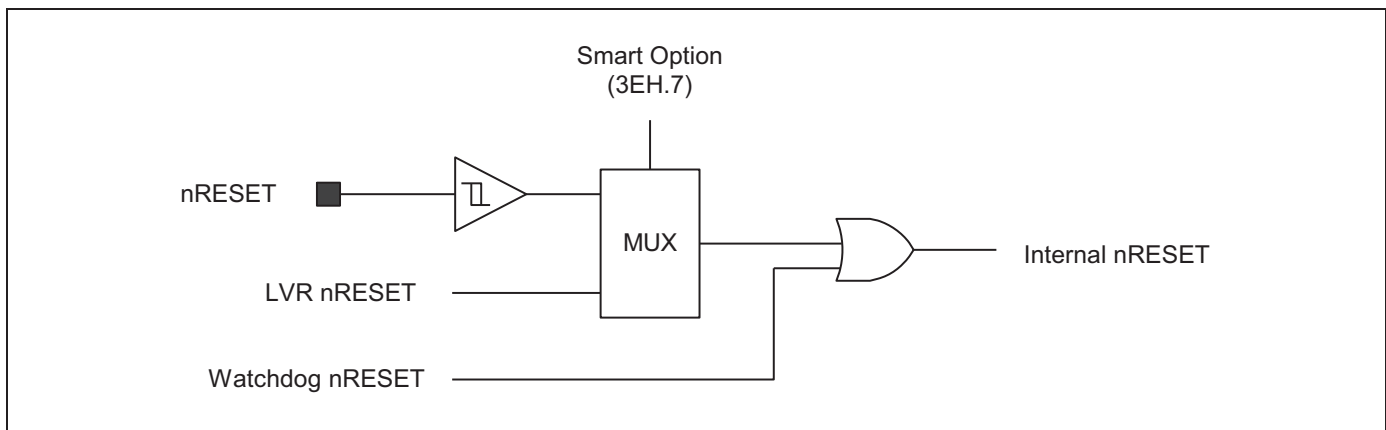 Smart Option
(3EH.7)
nRESET
MUX
Internal nRESET
LVR nRESET
Watchdog nRESET